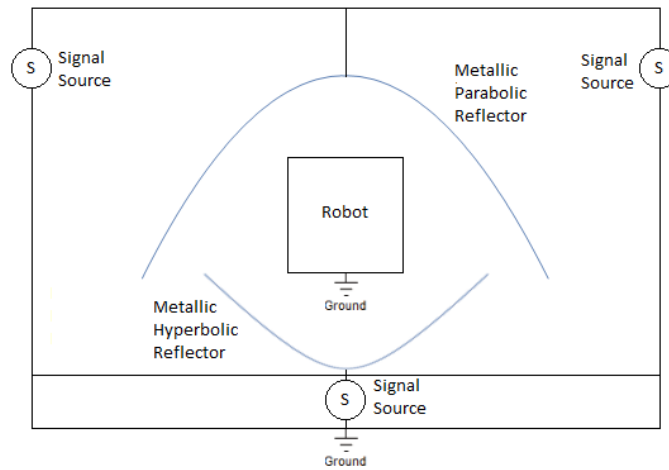 S
Signal
Source
Signal
Source
S
Metallic
Parabolic
Reflector
Robot
Ground
Metallic
Hyperbolic
Reflector
S
Signal
Source
Ground